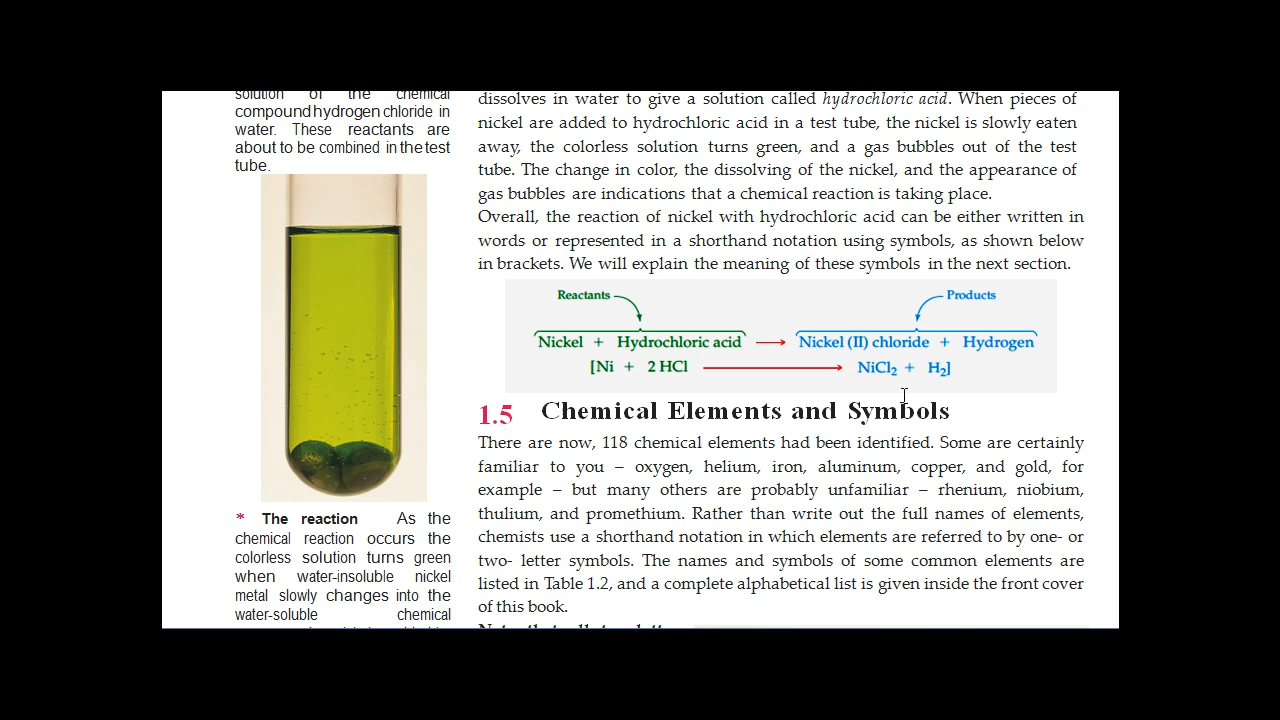 solution of the chemical
compound hydrogen chloride in
water. These reactants are
about to be combined in the test
tube.
* The reaction As the
chemical reaction occurs the
colorless solution turns green
when water-insoluble nickel
metal slowly changes into the
water-soluble chemical
dissolves in water to give a solution called hydrochloric acid. When pieces of
nickel are added to hydrochloric acid in a test tube, the nickel is slowly eaten
away, the colorless solution turns green, and a gas bubbles out of the test
tube. The change in color, the dissolving of the nickel, and the appearance of
gas bubbles are indications that a chemical reaction is taking place.
Overall, the reaction of nickel with hydrochloric acid can be either written in
words or represented in a shorthand notation using symbols, as shown below
in brackets. We will explain the meaning of these symbols in the next section.
Reactants Products
Nickel + Hydrochloric acid → Nickel (II) chloride + Hydrogen
[Ni + 2 HCl → NiCl₂ + H₂]
1.5 Chemical Elements and Symbols
There are now, 118 chemical elements had been identified. Some are certainly
familiar to you – oxygen, helium, iron, aluminum, copper, and gold, for
example – but many others are probably unfamiliar – rhenium, niobium,
thulium, and promethium. Rather than write out the full names of elements,
chemists use a shorthand notation in which elements are referred to by one- or
two- letter symbols. The names and symbols of some common elements are
listed in Table 1.2, and a complete alphabetical list is given inside the front cover
of this book.